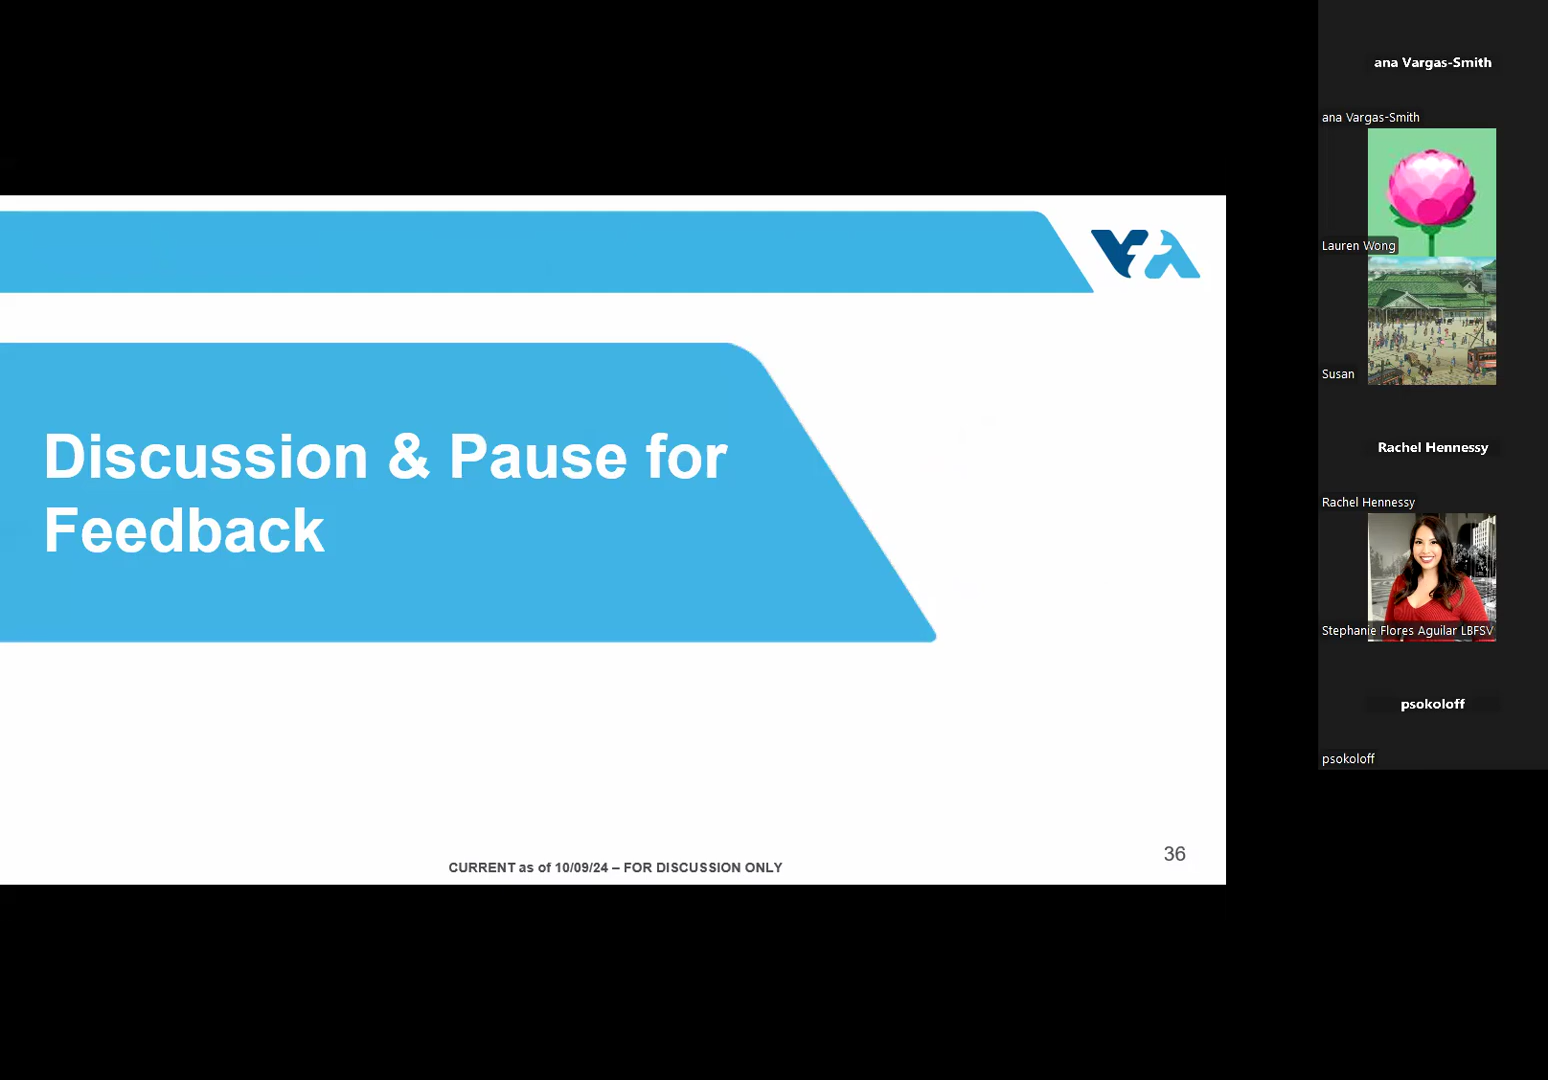 VTA
Discussion & Pause for
Feedback
CURRENT as of 10/09/24 – FOR DISCUSSION ONLY
36
ana Vargas-Smith
ana Vargas-Smith
Lauren Wong
Susan
Rachel Hennessy
Rachel Hennessy
Stephanie Flores Aguilar LBFSV
psokoloff
psokoloff